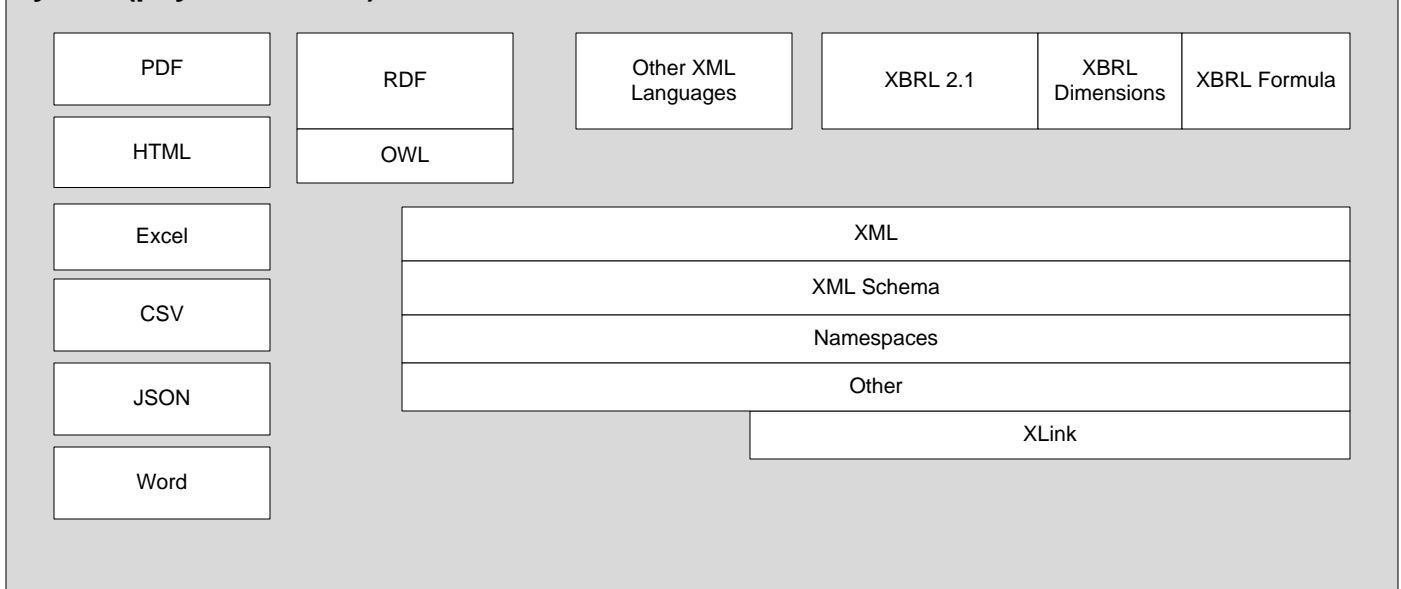 PDF
RDF
Other XML
Languages
XBRL 2.1
XBRL
Dimensions
XBRL Formula
HTML
OWL
Excel
XML
CSV
XML Schema
Namespaces
JSON
Other
XLink
Word